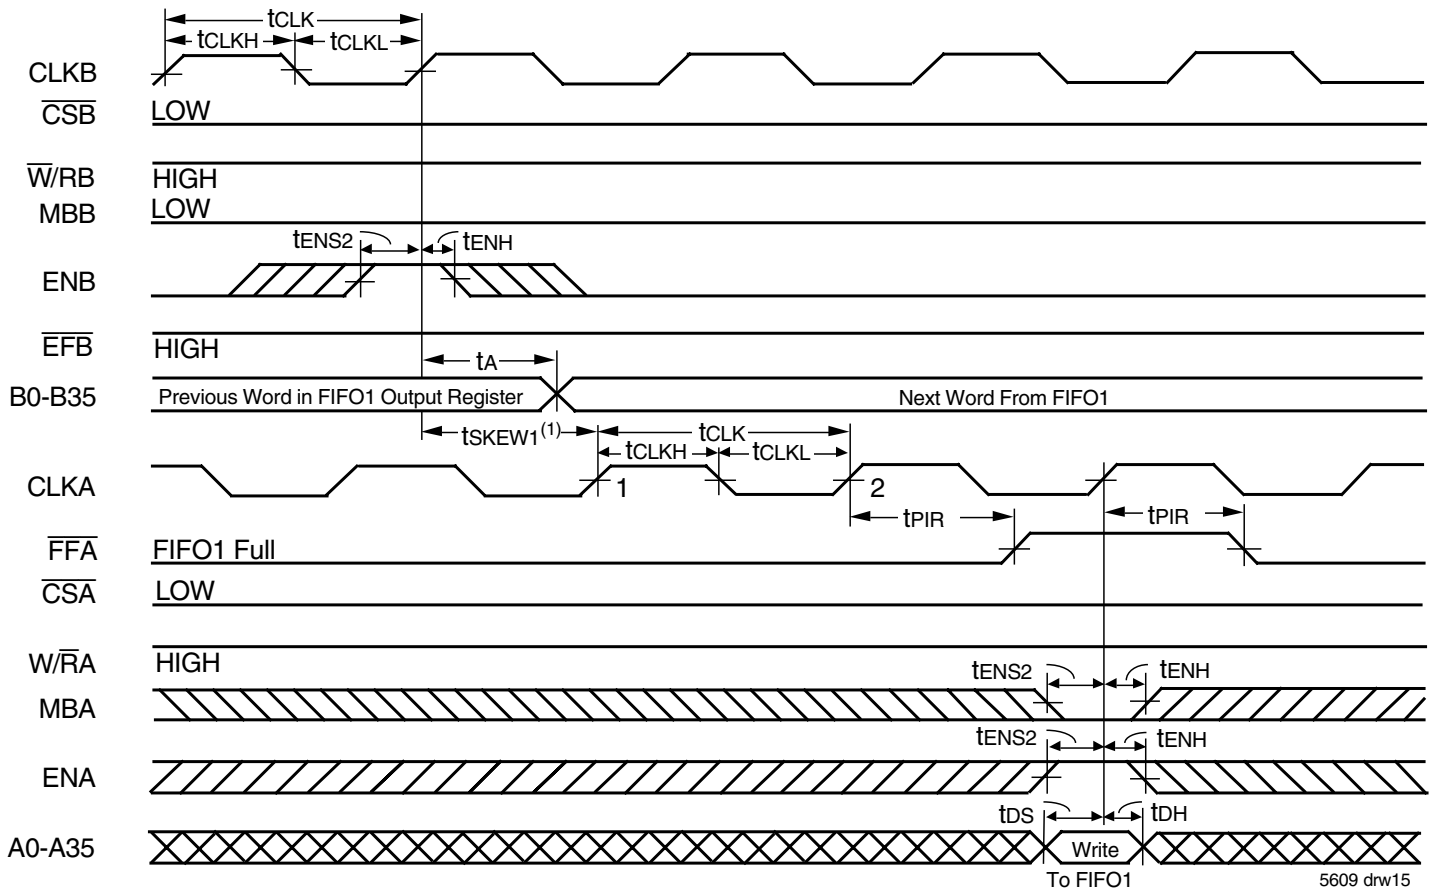 tCLK
tCLKH tCLKL
CLKB
CSB LOW
W/RB HIGH
MBB LOW
tENS2 tENH
ENB
EFB HIGH
tA
B0-B35 Previous Word in FIFO1 Output Register Next Word From FIFO1
tSKEW1(1) tCLK
tCLKH tCLKL
CLKA 1 2
tPIR tPIR
FFA FIFO1 Full
CSA LOW
W/RA HIGH
tENS2 tENH
MBA
tENS2 tENH
ENA
tDS tDH
A0-A35 Write
To FIFO1 5609 drw15